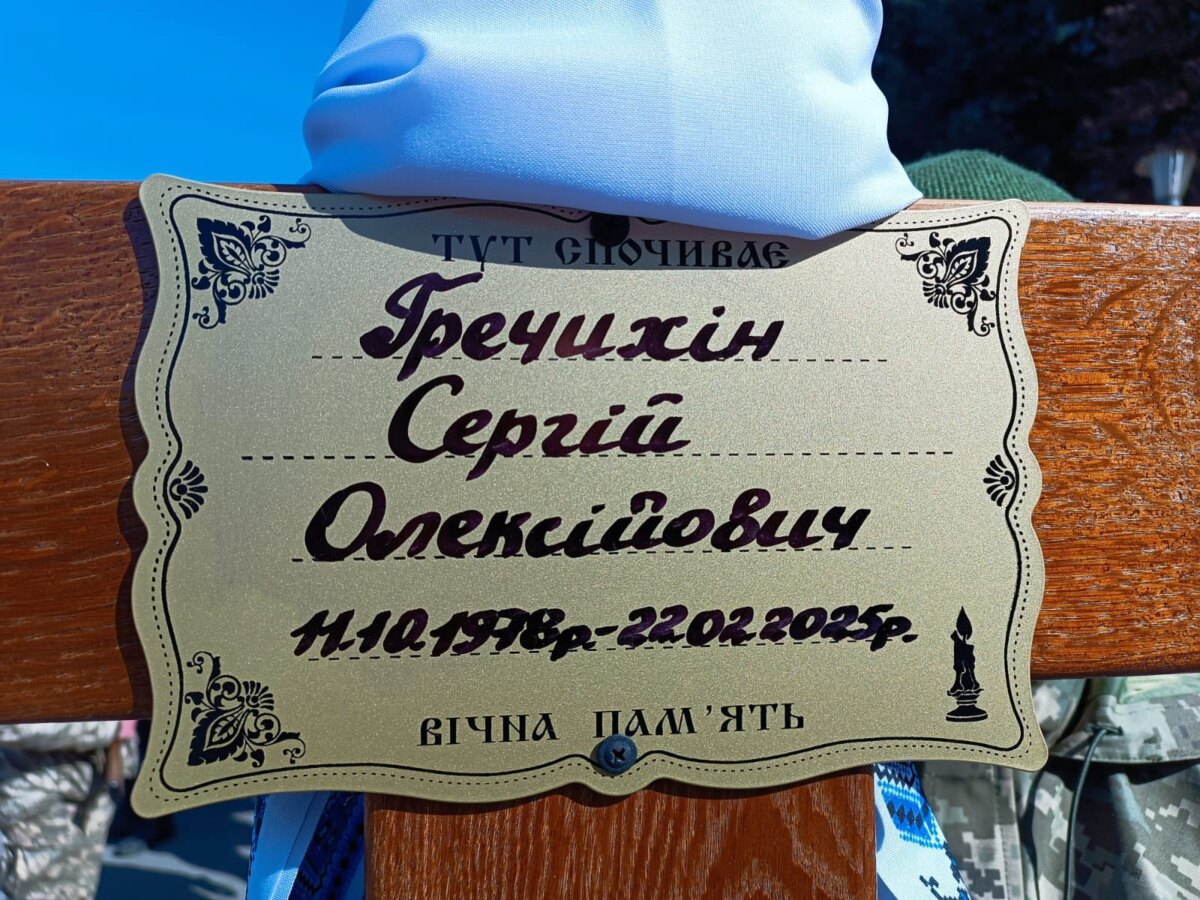 ТУТ СПОЧИВАЄ
Гречихін
Сергій
Олексійович
11.10.1978р.-22.02.2025р.
ВІЧНА ПАМ'ЯТЬ